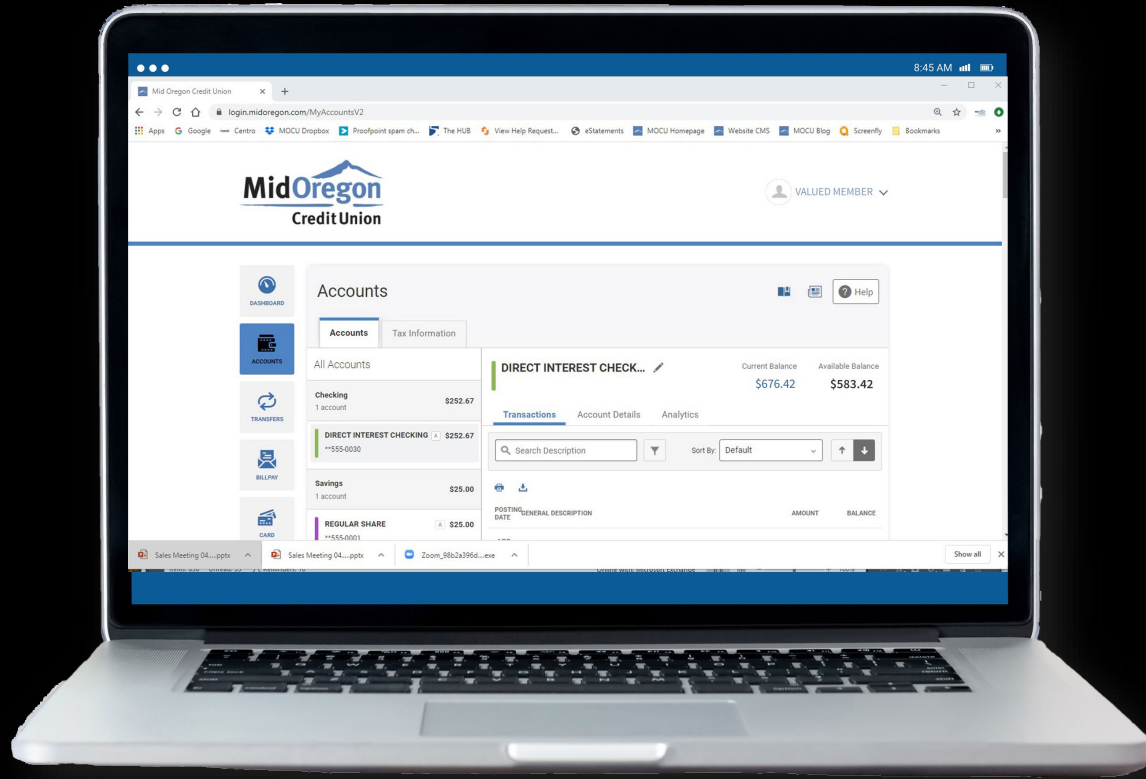 8:45 AM
Mid Oregon Credit Union
login.midoregon.com/MyAccountsV2
Apps Google Centro MOCU Dropbox Proofpoint spam ch... The HUB View Help Request... eStatements MOCU Homepage Website CMS MOCU Blog Screenfly Bookmarks »
MidOregon
Credit Union
VALUED MEMBER
DASHBOARD
ACCOUNTS
TRANSFERS
BILLPAY
CARD
Accounts
Help
Accounts Tax Information
All Accounts
Checking $252.67
1 account
DIRECT INTEREST CHECKING A $252.67
**555-0030
Savings $25.00
1 account
REGULAR SHARE A $25.00
**555-0001
DIRECT INTEREST CHECK...
Current Balance Available Balance
$676.42 $583.42
Transactions Account Details Analytics
Search Description Sort By: Default
POSTING DATE GENERAL DESCRIPTION AMOUNT BALANCE
Sales Meeting 04....pptx Sales Meeting 04....pptx Zoom_98b2a396d....exe Show all